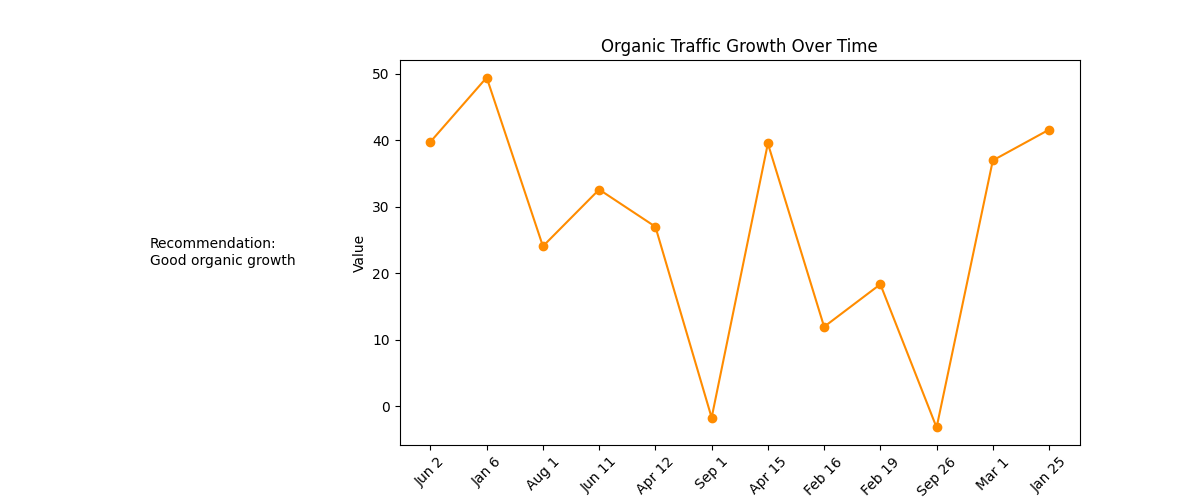 Organic Traffic Growth Over Time
Recommendation:
Good organic growth
Value
50
40
30
20
10
0
Jun 2
Jan 6
Aug 1
Jun 11
Apr 12
Sep 1
Apr 15
Feb 16
Feb 19
Sep 26
Mar 1
Jan 25